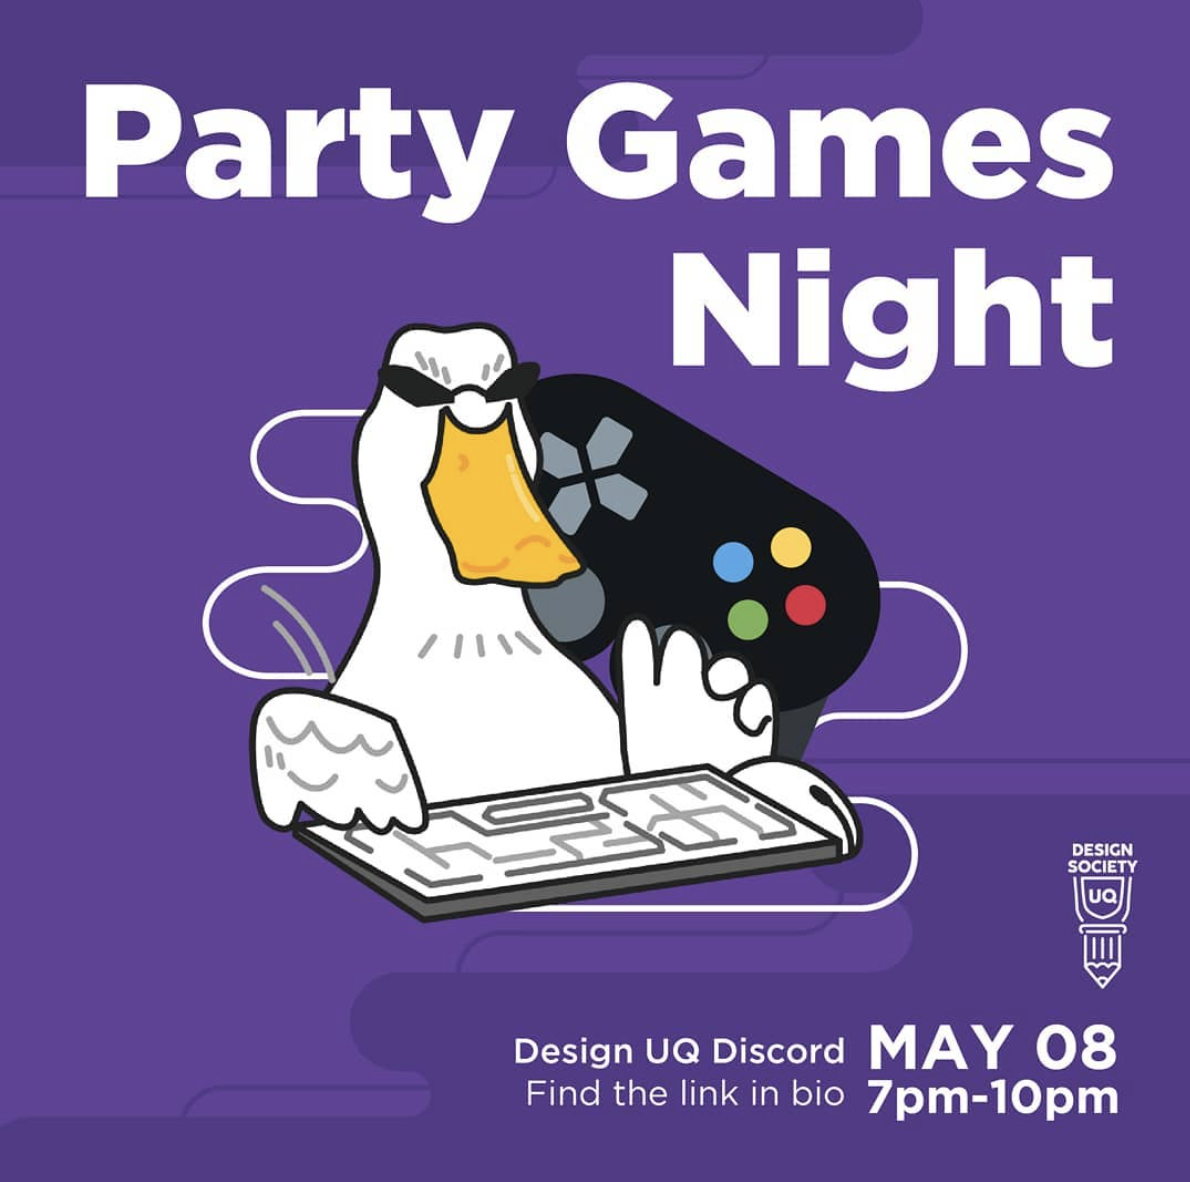 Party Games
Night
DESIGN
SOCIETY
UQ
Design UQ Discord
Find the link in bio
MAY 08
7pm-10pm